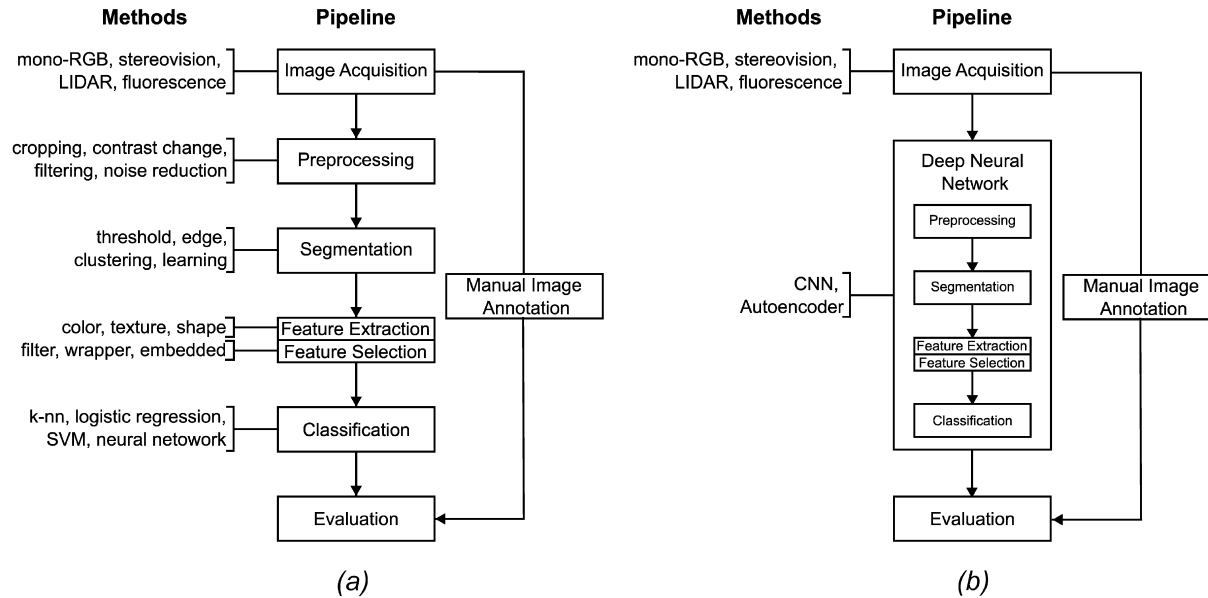 Methods
Pipeline
mono-RGB, stereovision,
LIDAR, fluorescence
Image Acquisition
cropping, contrast change,
filtering, noise reduction
Preprocessing
threshold, edge,
clustering, learning
Segmentation
Manual Image
Annotation
color, texture, shape
Feature Extraction
filter, wrapper, embedded
Feature Selection
k-nn, logistic regression,
SVM, neural netowork
Classification
Evaluation
(a)
Methods
Pipeline
mono-RGB, stereovision,
LIDAR, fluorescence
Image Acquisition
Deep Neural
Network
Preprocessing
CNN,
Autoencoder
Segmentation
Manual Image
Annotation
Feature Extraction
Feature Selection
Classification
Evaluation
(b)